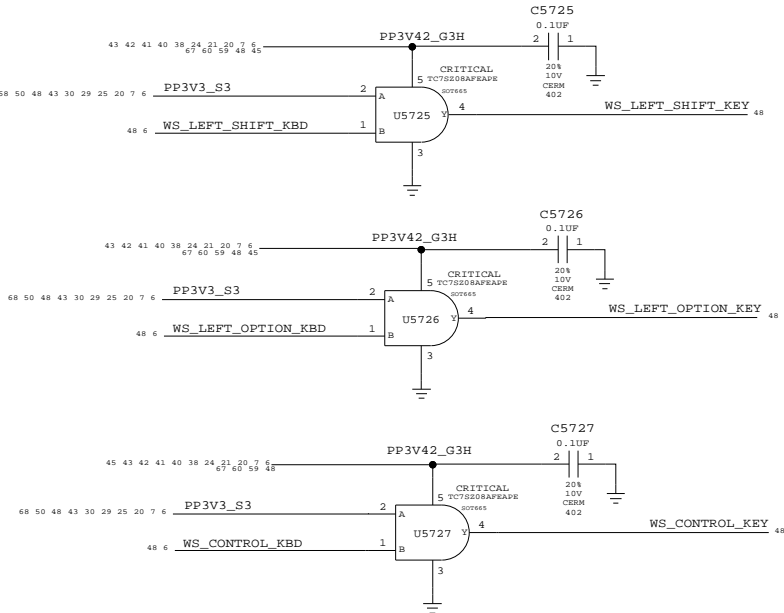 C5725
PP3V42_G3H
0.1UF
43 42 41 40 38 24 21 20 7 6
67 60 59 48 45
2 1
20%
10V
CERM
402
5 CRITICAL
TC7SZ08AFEAPE
SOT665
68 50 48 43 30 29 25 20 7 6 PP3V3_S3 2 A
U5725 Y 4 WS_LEFT_SHIFT_KEY 48
48 6 WS_LEFT_SHIFT_KBD 1 B
3
C5726
PP3V42_G3H
0.1UF
43 42 41 40 38 24 21 20 7 6
67 60 59 48 45
2 1
20%
10V
CERM
402
5 CRITICAL
TC7SZ08AFEAPE
SOT665
68 50 48 43 30 29 25 20 7 6 PP3V3_S3 2 A
U5726 Y 4 WS_LEFT_OPTION_KEY 48
48 6 WS_LEFT_OPTION_KBD 1 B
3
C5727
PP3V42_G3H
0.1UF
45 43 42 41 40 38 24 21 20 7 6
67 60 59 48
2 1
20%
10V
CERM
402
5 CRITICAL
TC7SZ08AFEAPE
SOT665
68 50 48 43 30 29 25 20 7 6 PP3V3_S3 2 A
U5727 Y 4 WS_CONTROL_KEY 48
48 6 WS_CONTROL_KBD 1 B
3